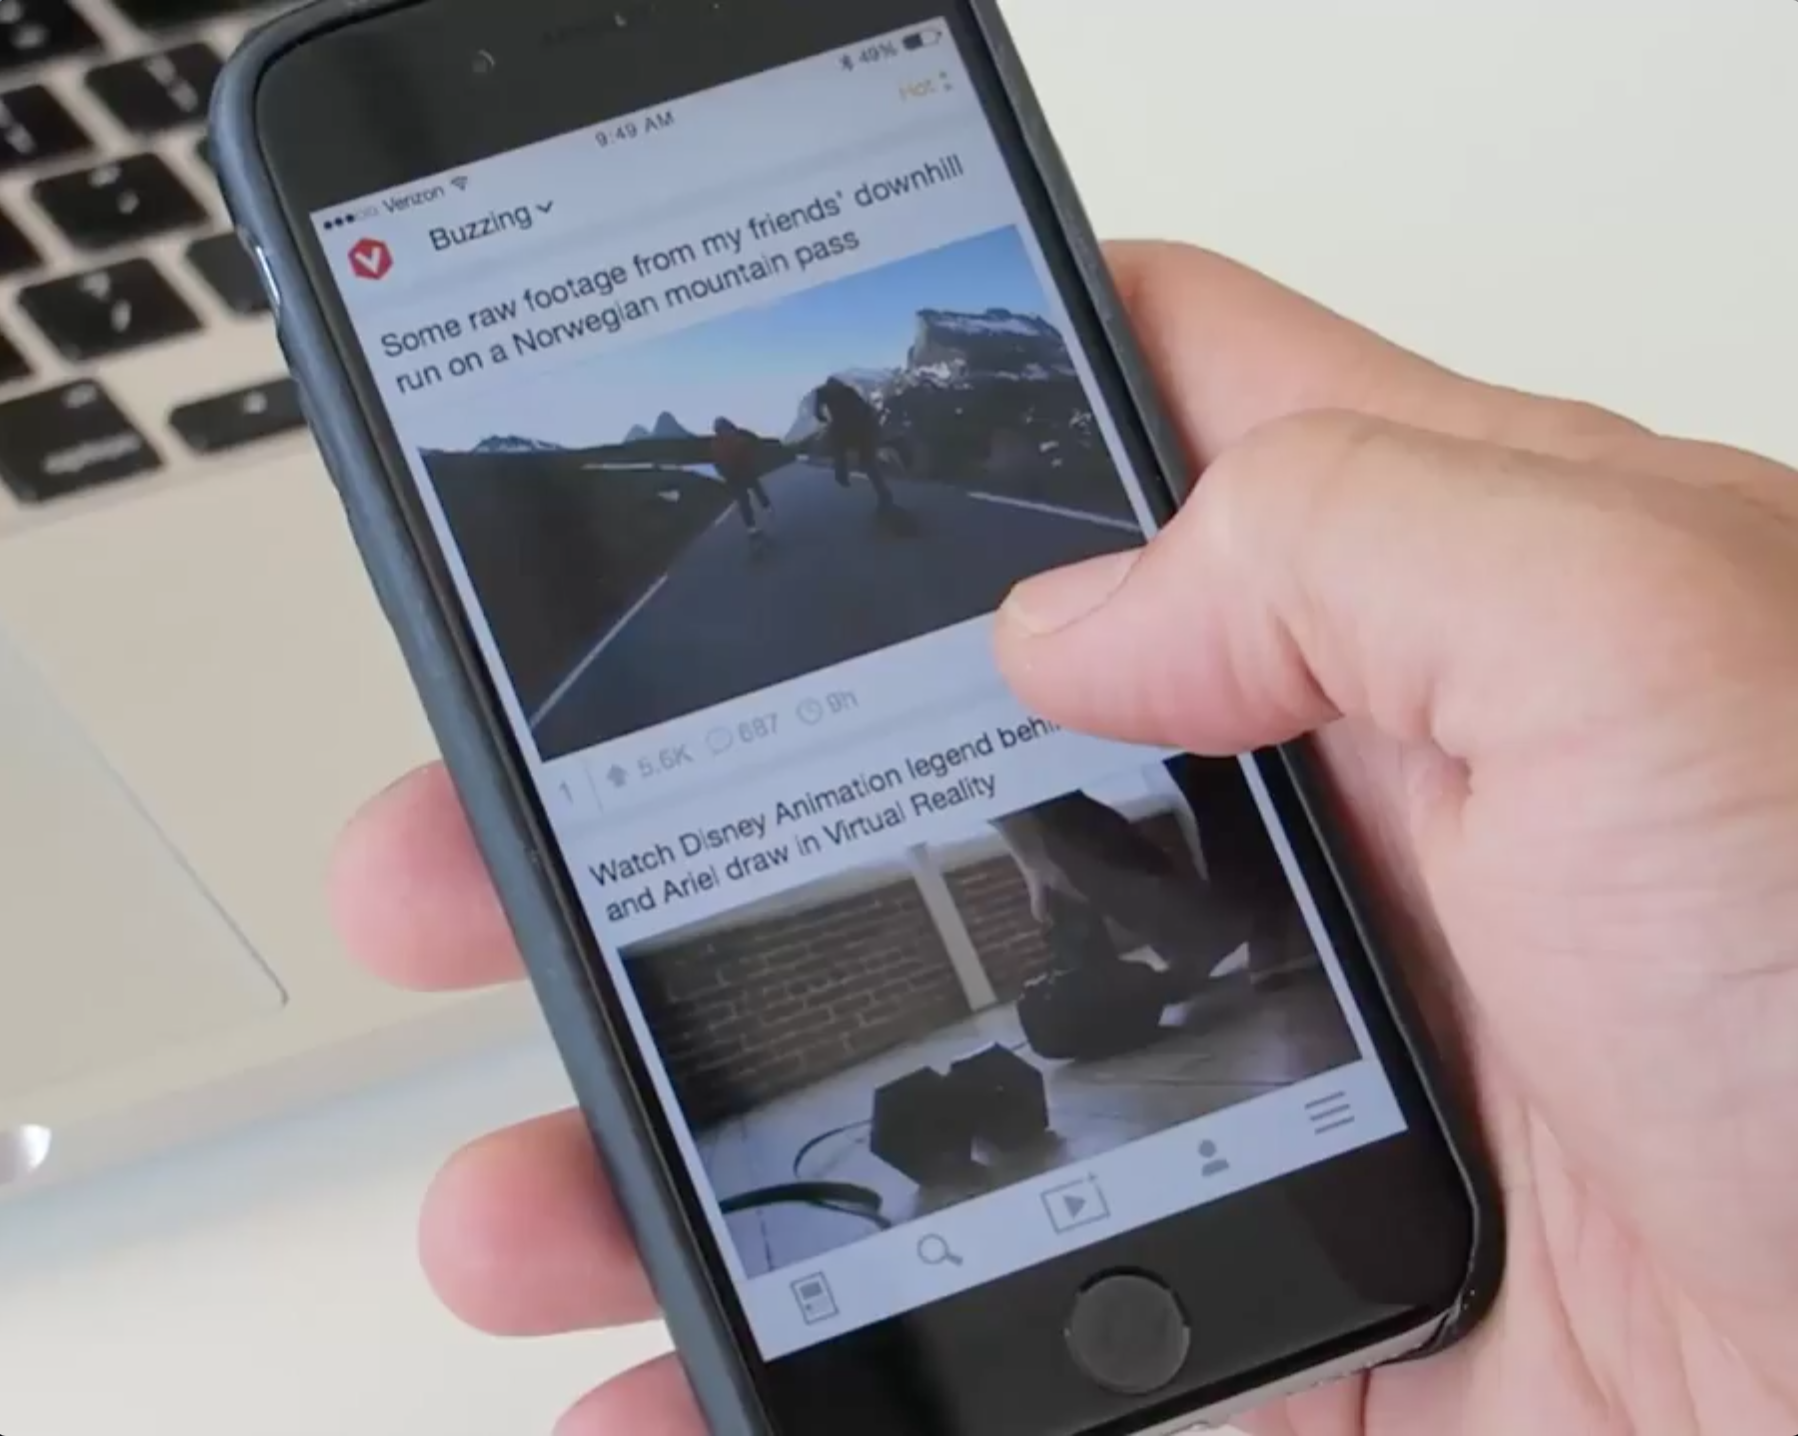 Verizon
9:49 AM
49%
Buzzing
Hot
Some raw footage from my friends' downhill
run on a Norwegian mountain pass
1 5.6K 687 9h
Watch Disney Animation legend
and Ariel draw in Virtual Reality